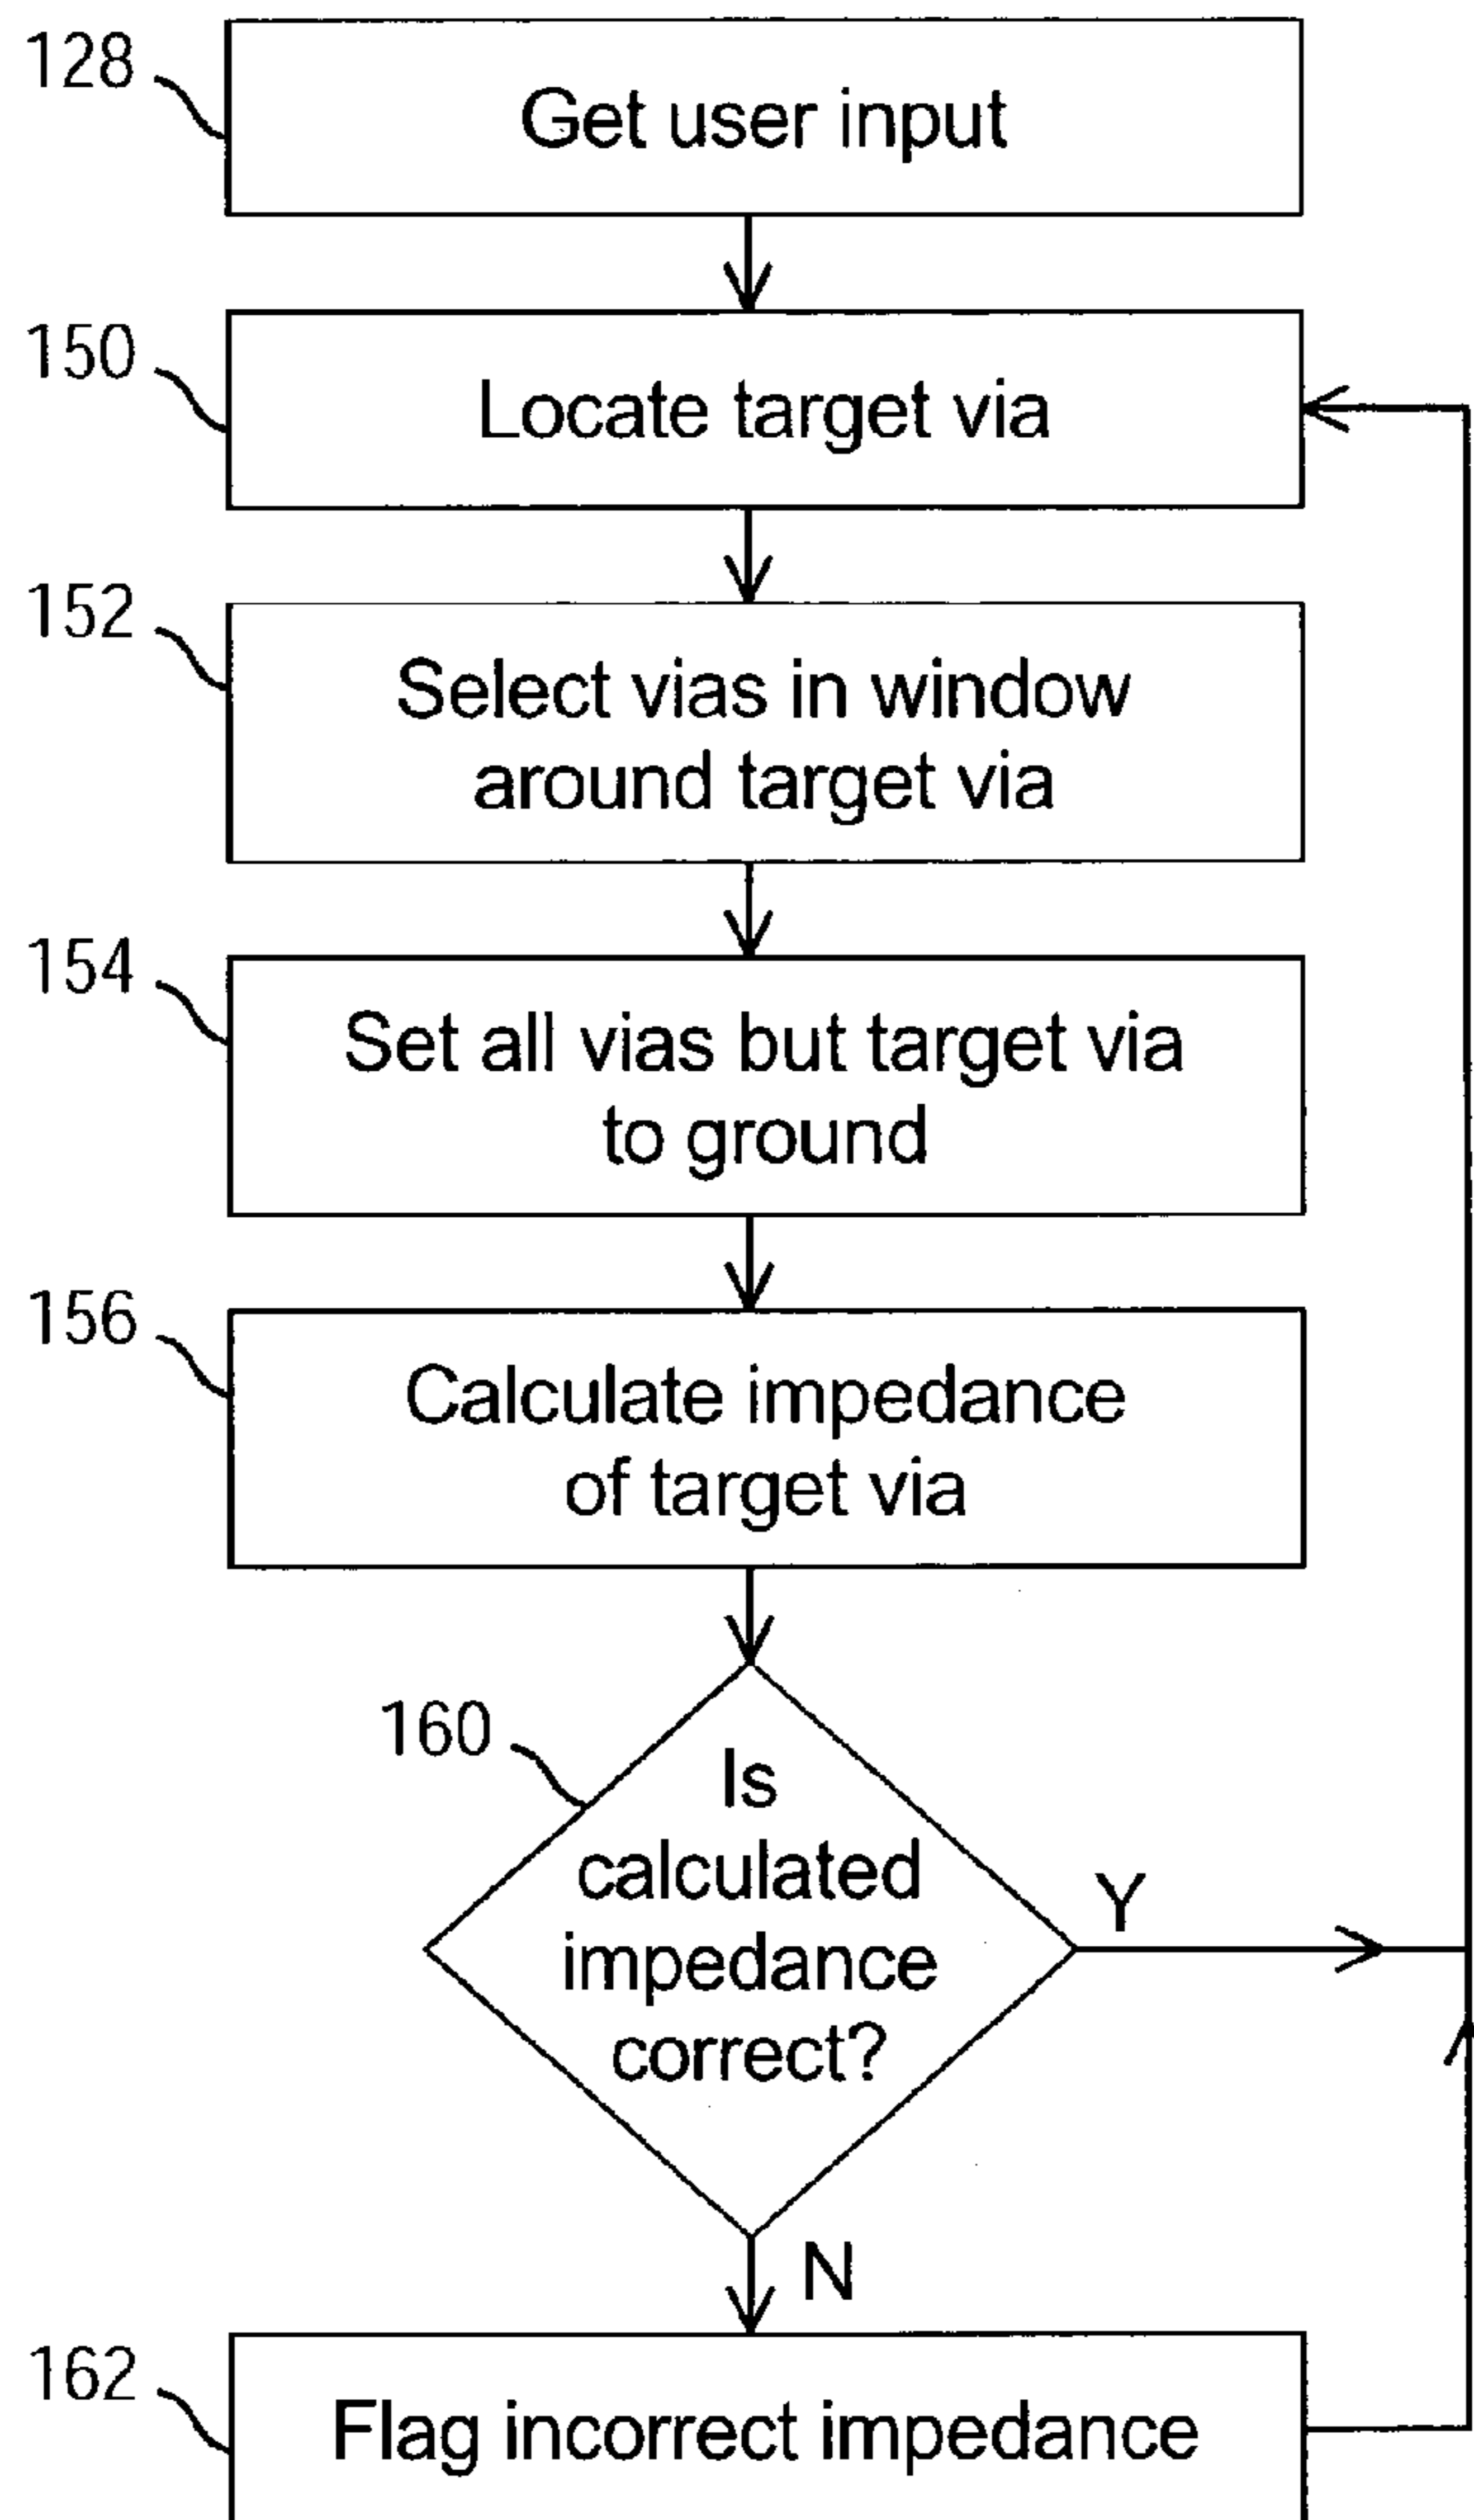 128
Get user input
150
Locate target via
152
Select vias in window
around target via
154
Set all vias but target via
to ground
156
Calculate impedance
of target via
160
Is
calculated
impedance
correct?
Y
N
162
Flag incorrect impedance